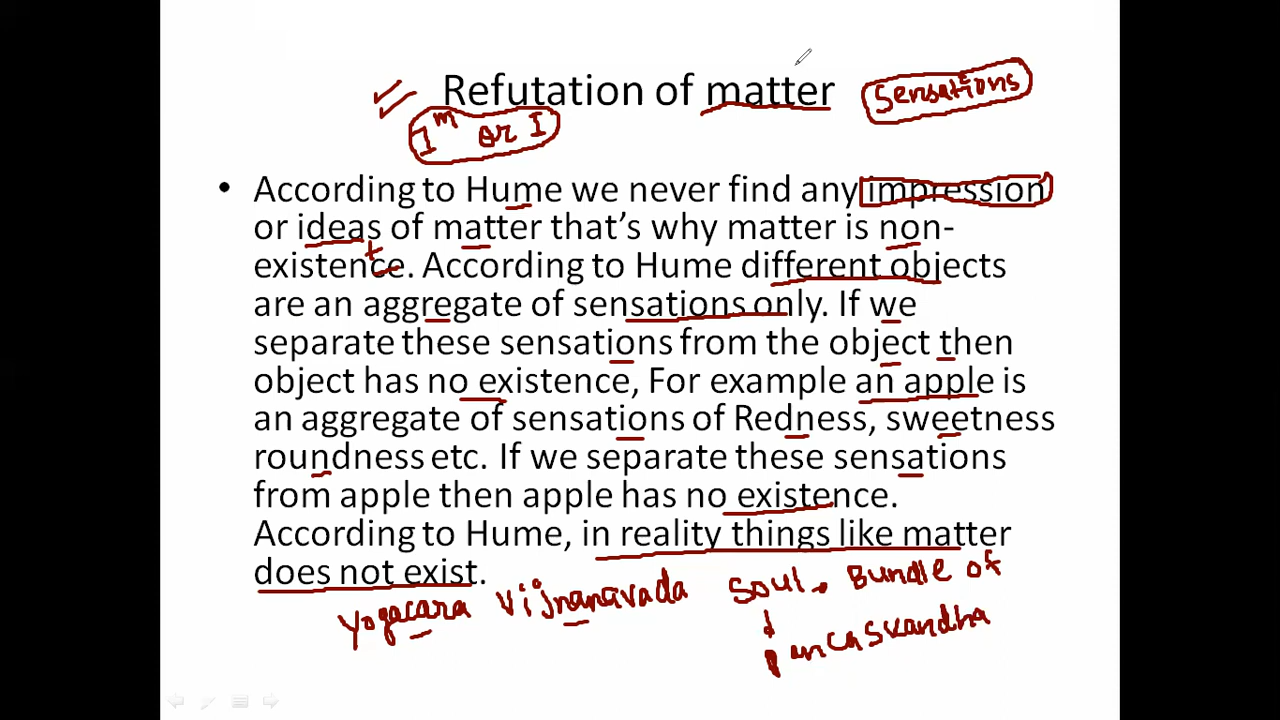 Refutation of matter
Sensations
I^m or I
• According to Hume we never find any impression
or ideas of matter that's why matter is non-
existence. According to Hume different objects
are an aggregate of sensations only. If we
separate these sensations from the object then
object has no existence, For example an apple is
an aggregate of sensations of Redness, sweetness
roundness etc. If we separate these sensations
from apple then apple has no existence.
According to Hume, in reality things like matter
does not exist.
Yogacara Vijnanavada Soul. Bundle of
PancaSkandha